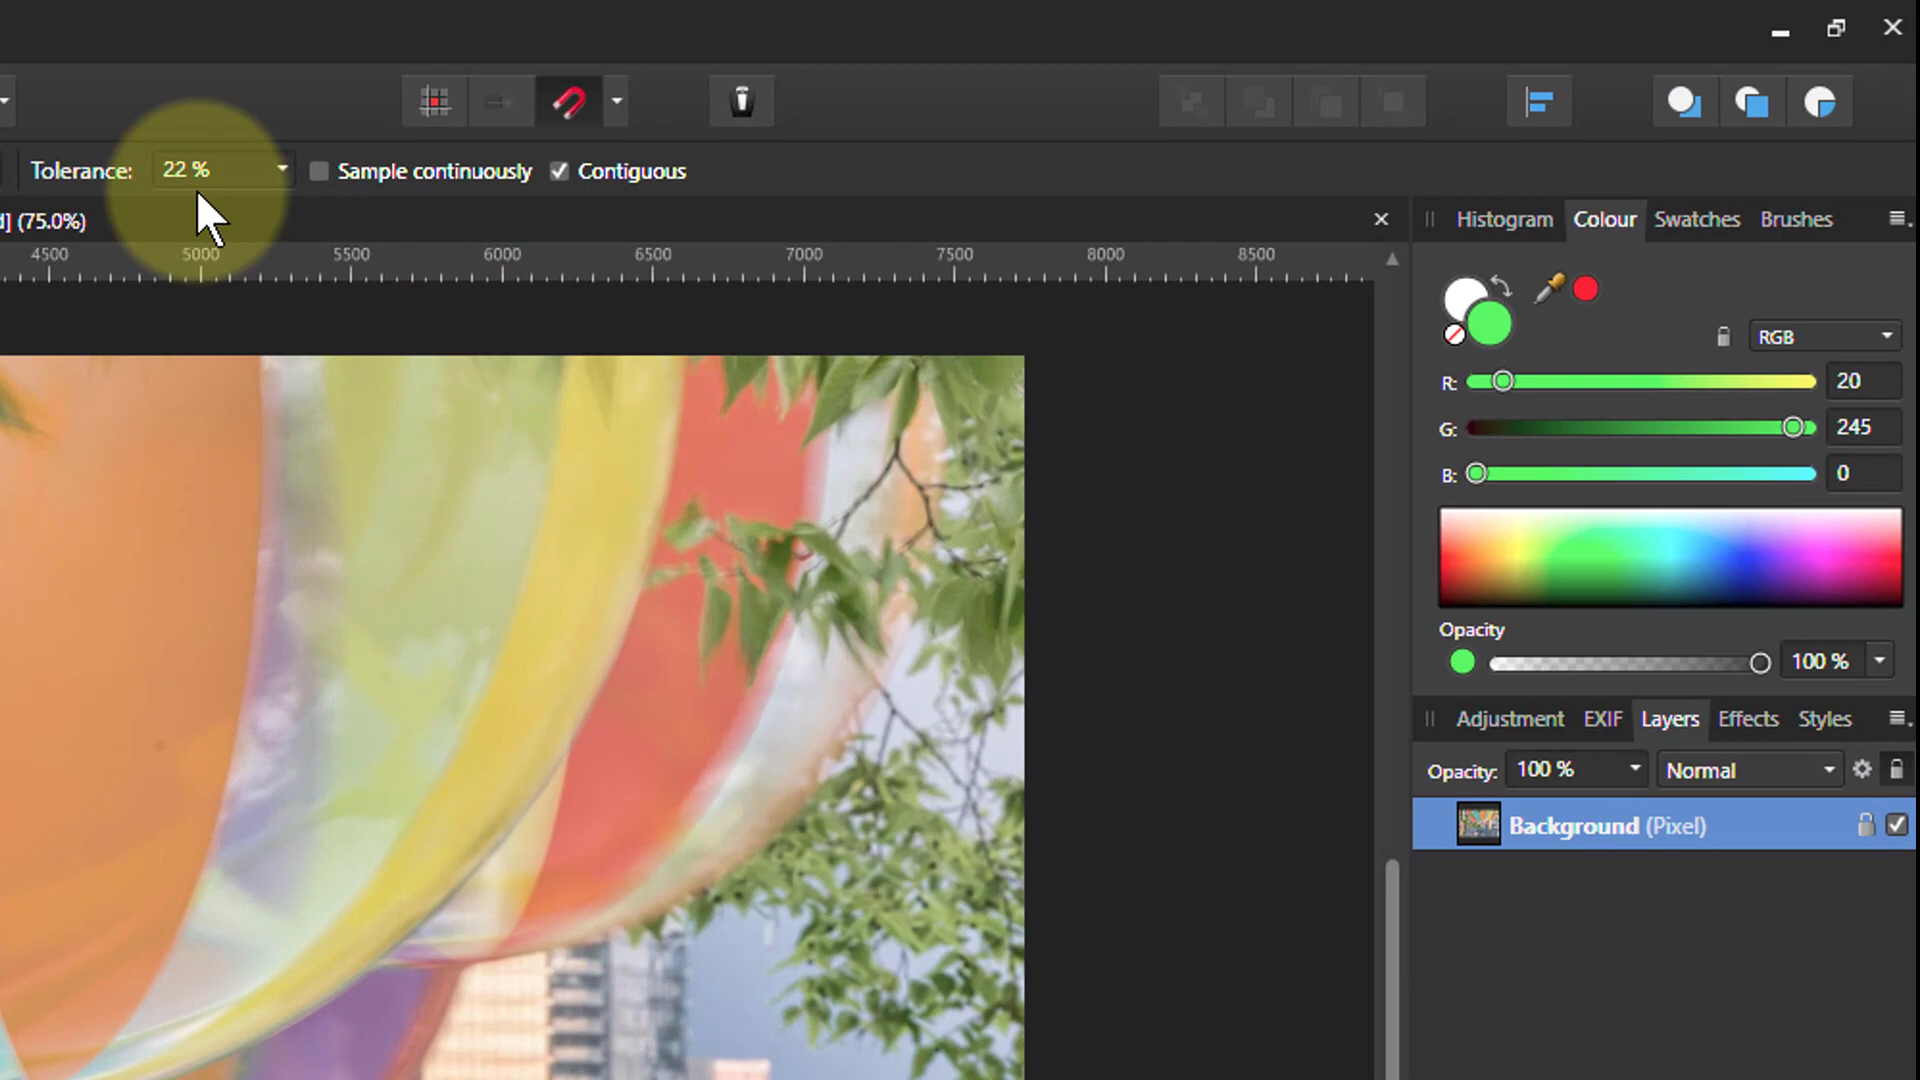 Tolerance: 22 % Sample continuously Contiguous
d] (75.0%)
4500 5000 5500 6000 6500 7000 7500 8000 8500
Histogram Colour Swatches Brushes
RGB
R: 20
G: 245
B: 0
Opacity
100 %
Adjustment EXIF Layers Effects Styles
Opacity: 100 % Normal
Background (Pixel)